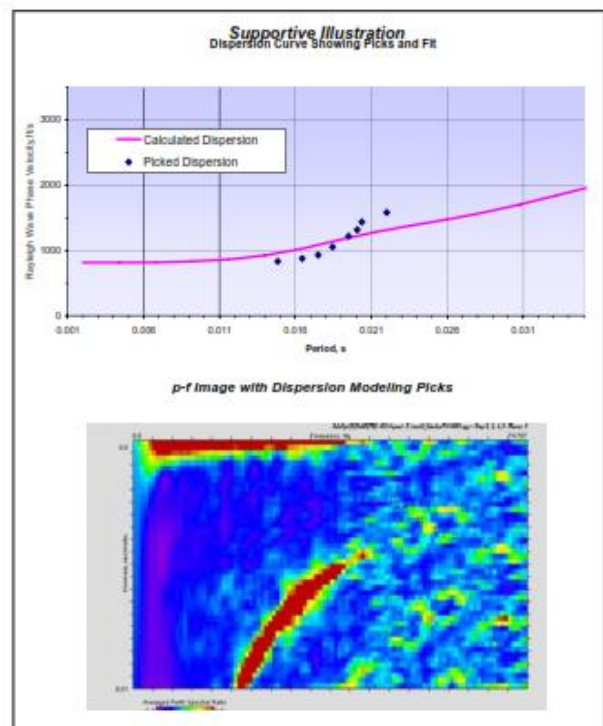 Supportive Illustration
Dispersion Curve Showing Picks and Fit
Rayleigh Wave Phase Velocity, ft/s
3000
2000
1000
0
Calculated Dispersion
Picked Dispersion
0.001 0.006 0.011 0.016 0.021 0.026 0.031
Period, s
p-f Image with Dispersion Modeling Picks
0.0